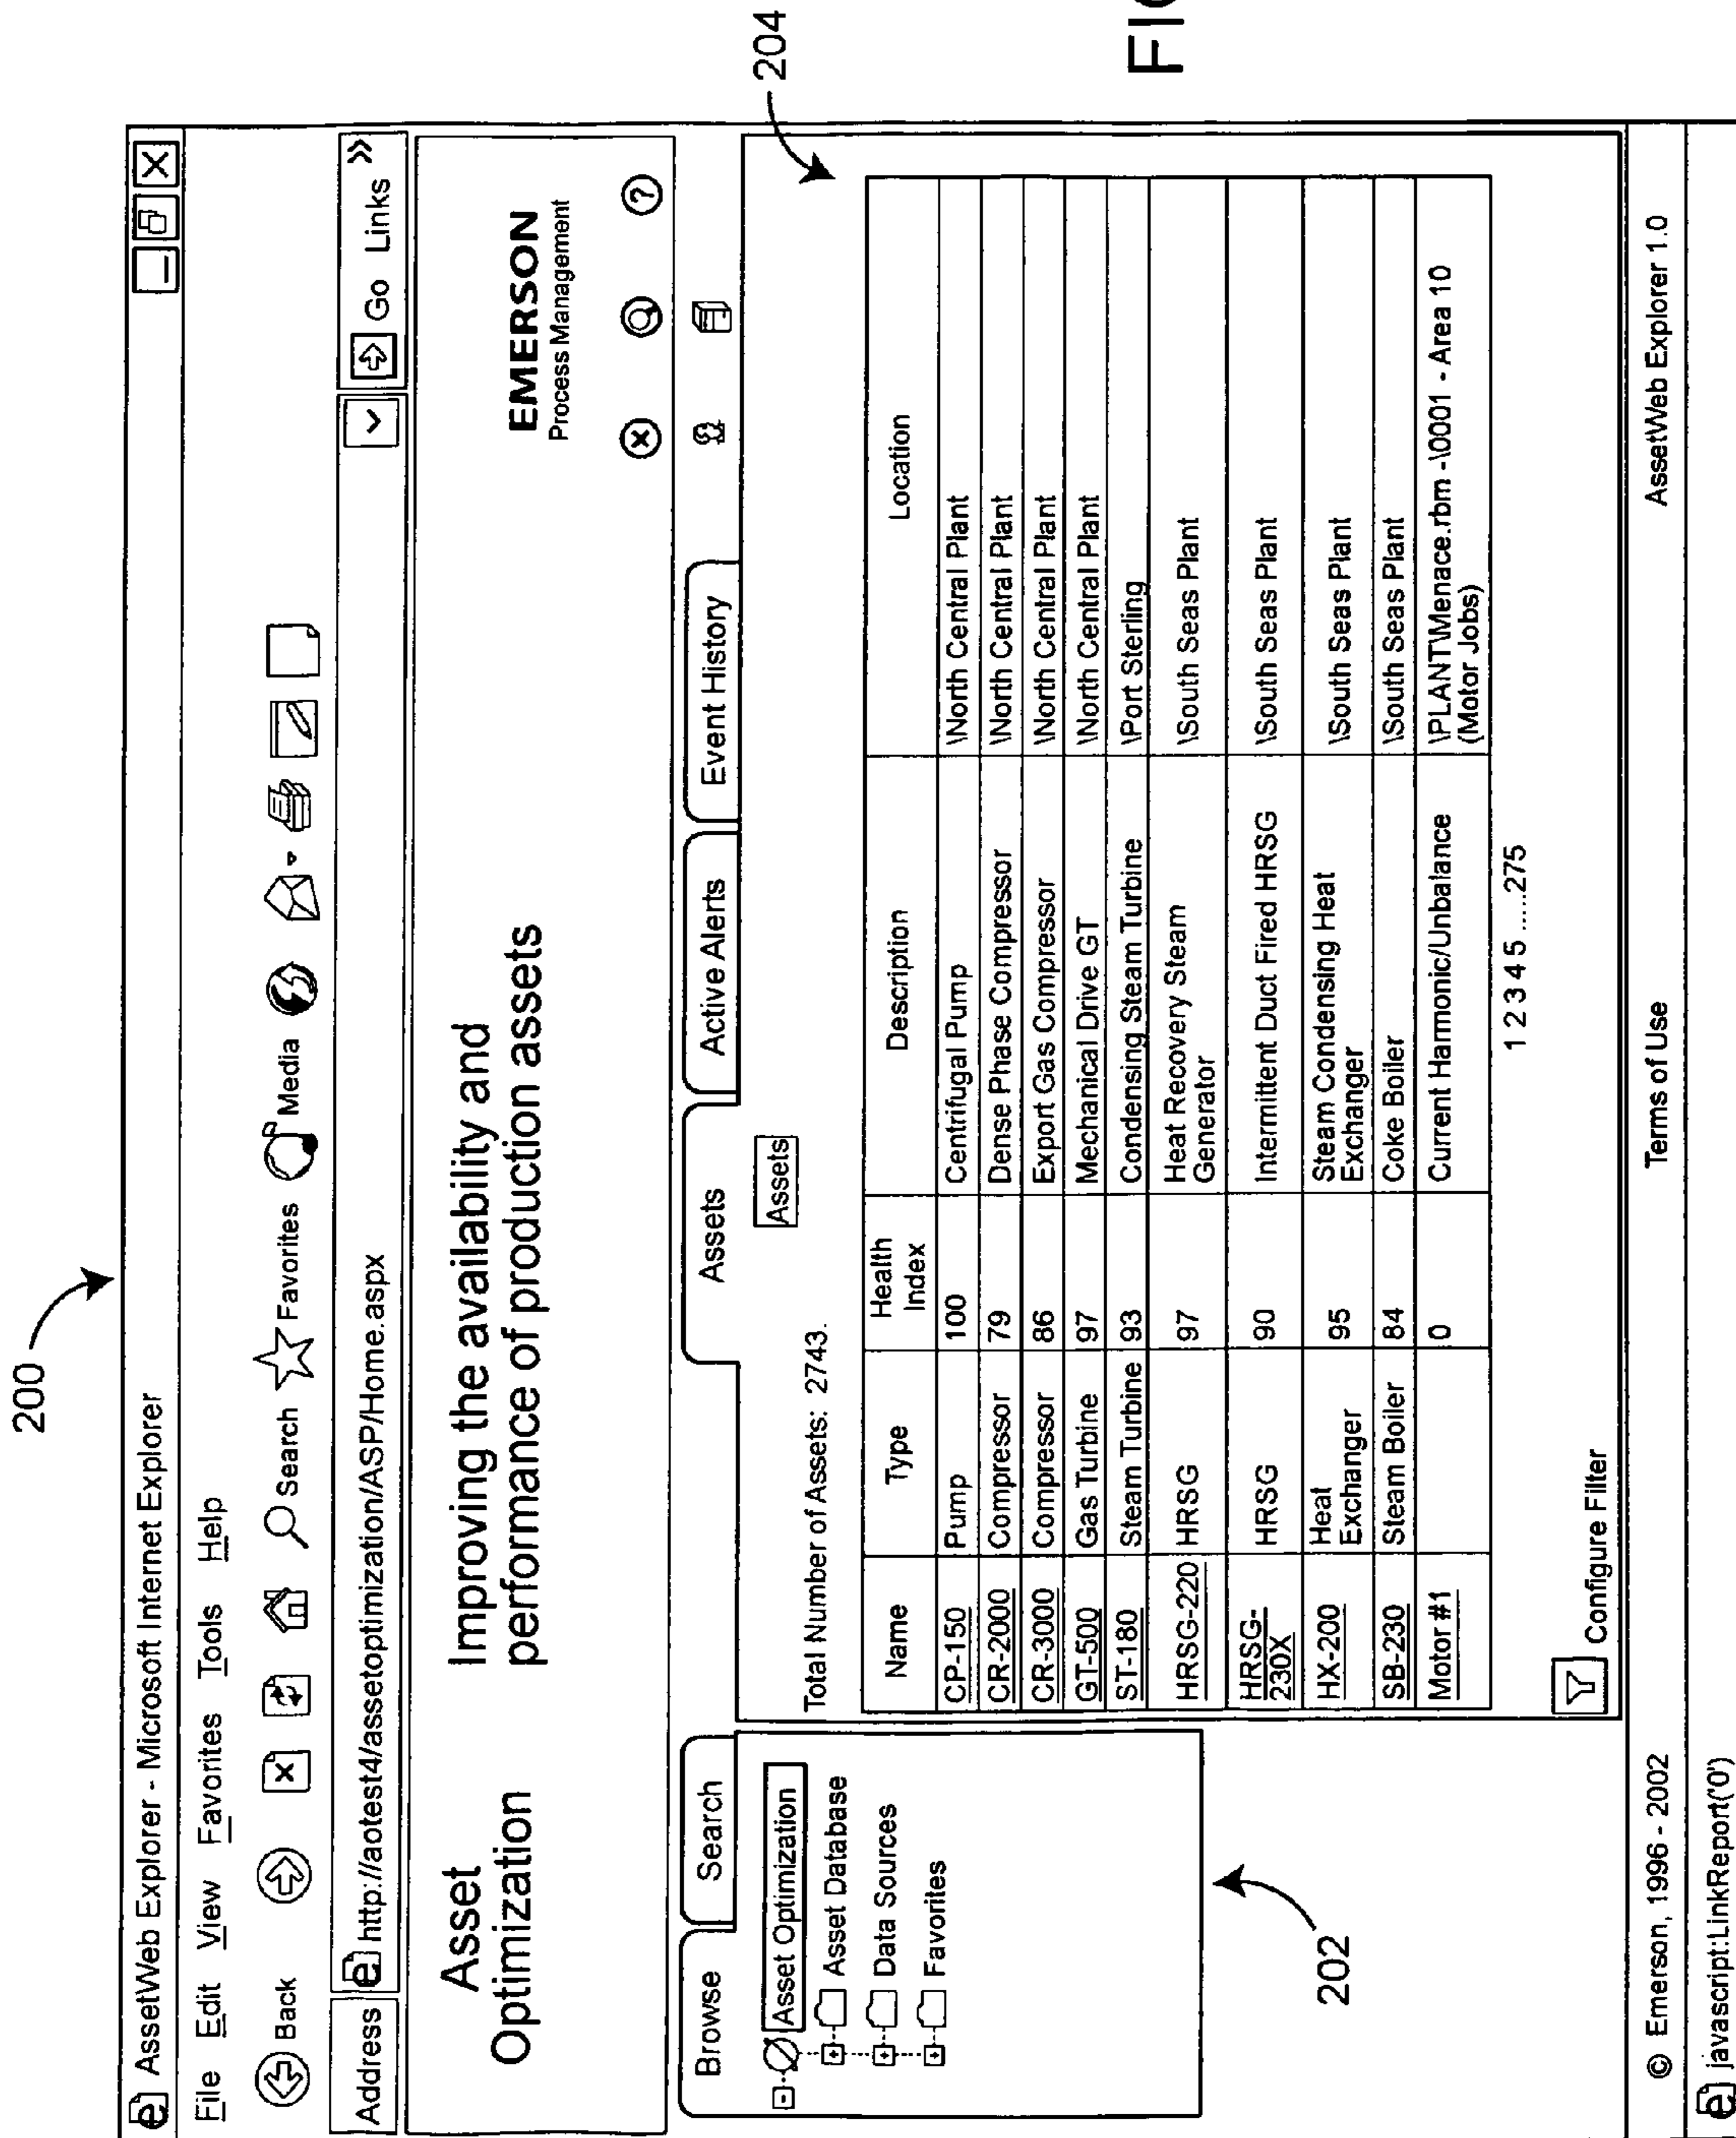 200
AssetWeb Explorer - Microsoft Internet Explorer
File Edit View Favorites Tools Help
Back Search Favorites Media
Address http://aotest4/assetoptimization/ASP/Home.aspx Go Links »
Asset
Optimization
Improving the availability and
performance of production assets
EMERSON
Process Management
Browse Search
Assets Active Alerts Event History
Asset Optimization
Asset Database
Data Sources
Favorites
202
Assets
204
Total Number of Assets: 2743.
Name Type Health Index Description Location
CP-150 Pump 100 Centrifugal Pump \North Central Plant
CR-2000 Compressor 79 Dense Phase Compressor \North Central Plant
CR-3000 Compressor 86 Export Gas Compressor \North Central Plant
GT-500 Gas Turbine 97 Mechanical Drive GT \North Central Plant
ST-180 Steam Turbine 93 Condensing Steam Turbine \Port Sterling
HRSG-220 HRSG 97 Heat Recovery Steam Generator \South Seas Plant
HRSG-230X HRSG 90 Intermittent Duct Fired HRSG \South Seas Plant
HX-200 Heat Exchanger 95 Steam Condensing Heat Exchanger \South Seas Plant
SB-230 Steam Boiler 84 Coke Boiler \South Seas Plant
Motor #1 0 Current Harmonic/Unbalance \PLANT\Menace.rbm -\0001 - Area 10 (Motor Jobs)
1 2 3 4 5 .....275
Configure Filter
© Emerson, 1996 - 2002 Terms of Use AssetWeb Explorer 1.0
javascript:LinkReport('0')